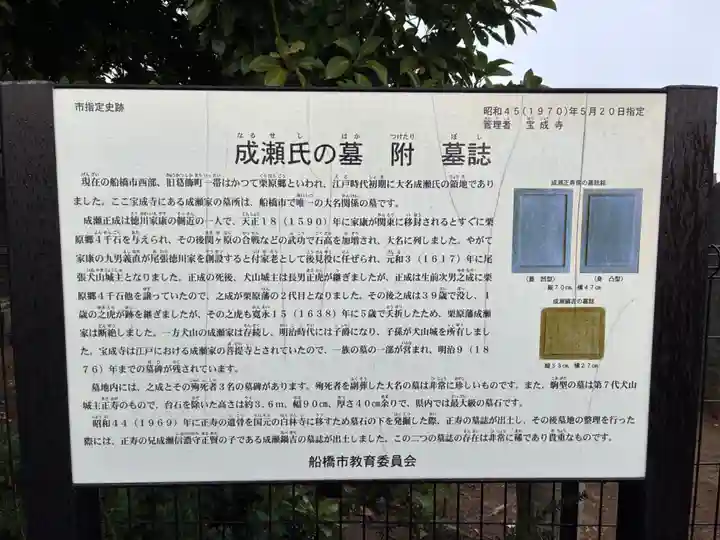 市指定史跡
昭和45(1970)年5月20日指定
管理者 宝成寺
成瀬氏の墓 附 墓誌
現在の船橋市西部、旧葛飾町一帯はかつて栗原郷といわれ、江戸時代初期に大名成瀬氏の領地であり
ました。ここ宝成寺にある成瀬家の墓所は、船橋市で唯一の大名関係の墓です。
成瀬正成は徳川家康の側近の一人で、天正18(1590)年に家康が関東に移封されるとすぐに栗
原郷4千石を与えられ、その後関ヶ原の合戦などの武功で石高を加増され、大名に列しました。やがて
家康の九男義直が尾張徳川家を創設すると付家老として後見役に任ぜられ、元和3(1617)年に尾
張犬山城主となりました。正成の死後、犬山城主は長男正虎が継ぎましたが、正成は生前次男之成に栗
原郷4千石他を譲っていたので、之成が栗原藩の2代目となりました。その後之成は39歳で没し、1
歳の之虎が跡を継ぎましたが、その之虎も寛永15(1638)年に5歳で夭折したため、栗原藩成瀬
家は断絶しました。一方犬山の成瀬家は存続し、明治時代には子爵になり、子孫が犬山城を所有しまし
た。宝成寺は江戸における成瀬家の菩提寺とされていたので、一族の墓の一部が営まれ、明治9(18
76)年までの墓碑が残されています。
墓地内には、之成とその殉死者3名の墓碑があります。殉死者を副葬した大名の墓は非常に珍しいものです。また、駒型の墓は第7代犬山
城主正寿のもので、台石を除いた高さは約3.6m、幅90㎝、厚さ40㎝余りで、県内では最大級の墓石です。
昭和44(1969)年に正寿の遺骨を国元の白林寺に移すため墓石の下を発掘した際、正寿の墓誌が出土し、その後墓地の整理を行った
際には、正寿の兄成瀬信濃守正賢の子である成瀬鍋吉の墓誌が出土しました。この二つの墓誌の存在は非常に稀であり貴重なものです。
船橋市教育委員会
成瀬正寿侯の墓誌銘
(蓋 凹型) (身 凸型)
縦70㎝、横47㎝
成瀬鍋吉の墓誌
縦33㎝ 横27㎝